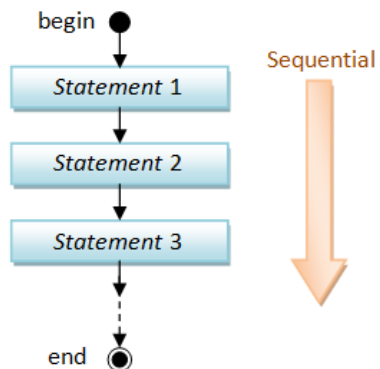 begin
Sequential
Statement 1
Statement 2
Statement 3
end